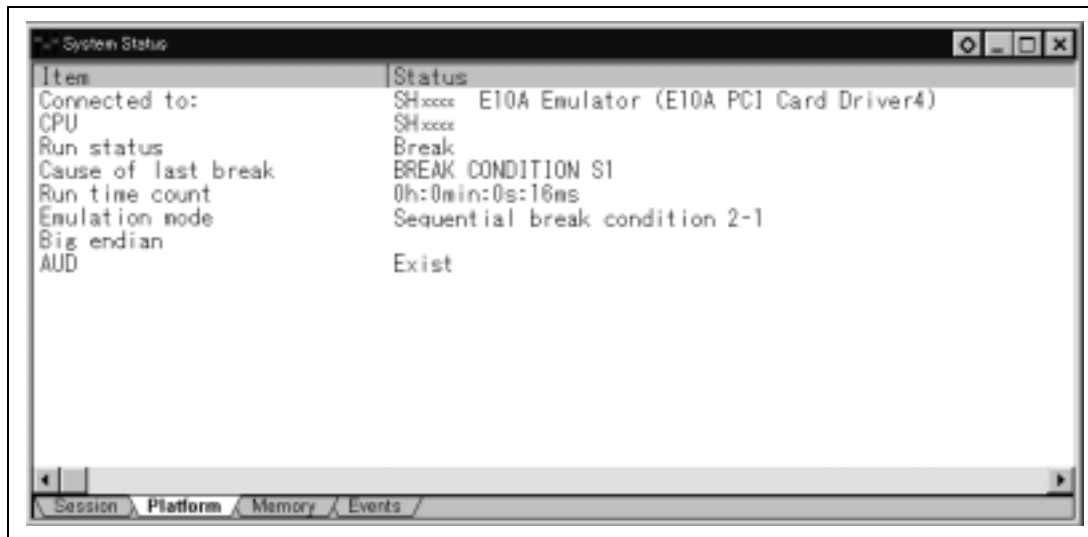 System Status
Item Status
Connected to: SHxxxx E10A Emulator (E10A PCI Card Driver4)
CPU SHxxxx
Run status Break
Cause of last break BREAK CONDITION S1
Run time count 0h:0min:0s:16ms
Emulation mode Sequential break condition 2-1
Big endian
AUD Exist
Session Platform Memory Events